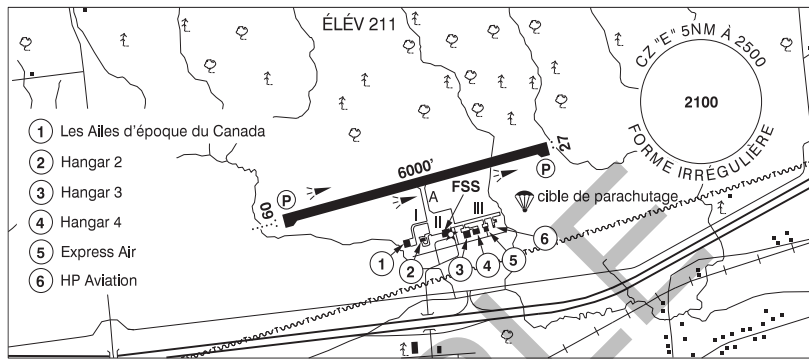 ÉLÉV 211
CZ "E" 5NM À 2500
2100
FORME IRRÉGULIÈRE
1 Les Ailes d'époque du Canada
2 Hangar 2
3 Hangar 3
4 Hangar 4
5 Express Air
6 HP Aviation
27
6000'
P
P
09
FSS
A
I
II
III
cible de parachutage
1
2
3
4
5
6
PLE